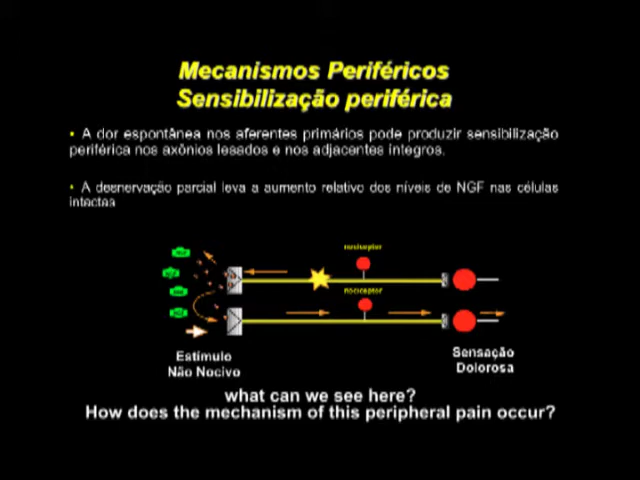 Mecanismos Periféricos
Sensibilização periférica
• A dor espontânea nos aferentes primários pode produzir sensibilização
periférica nos axônios lesados e nos adjacentes íntegros.
• A desnervação parcial leva a aumento relativo dos níveis de NGF nas células
intactas
nociceptor
nociceptor
Estímulo
Não Nocivo
Sensação
Dolorosa
what can we see here?
How does the mechanism of this peripheral pain occur?